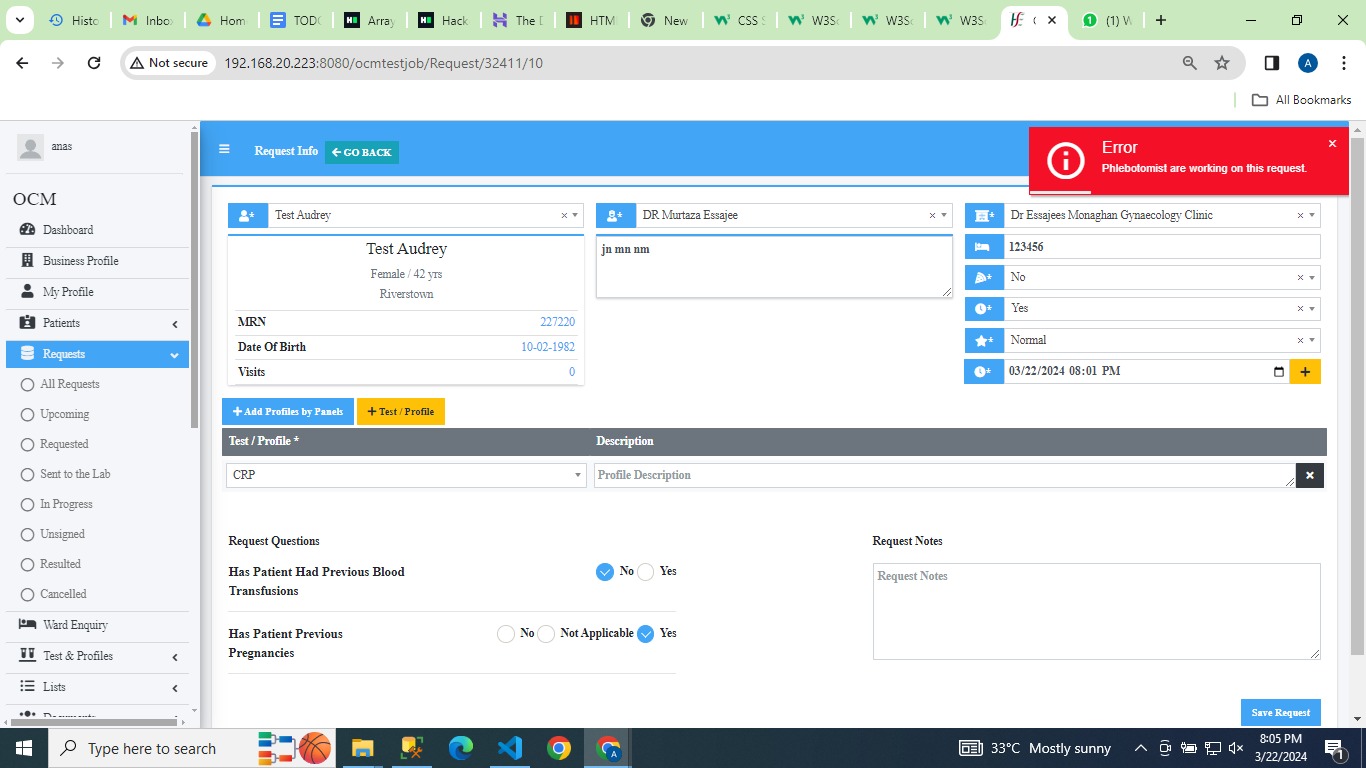 Histo
Inbo
Hom
TODO
Array
Hack
The D
HTM
New
CSS S
W3Sc
W3Sc
W3Sc
(1) W
Not secure
192.168.20.223:8080/ocmtestjob/Request/32411/10
A
All Bookmarks
anas
OCM
Dashboard
Business Profile
My Profile
Patients
Requests
All Requests
Upcoming
Requested
Sent to the Lab
In Progress
Unsigned
Resulted
Cancelled
Ward Enquiry
Test & Profiles
Lists
Documents
Request Info
GO BACK
Error
Phlebotomist are working on this request.
Test Audrey
DR Murtaza Essajee
Dr Essajees Monaghan Gynaecology Clinic
Test Audrey
Female / 42 yrs
Riverstown
MRN 227220
Date Of Birth 10-02-1982
Visits 0
jn mn nm
123456
No
Yes
Normal
03/22/2024 08:01 PM
+ Add Profiles by Panels
+ Test / Profile
Test / Profile * Description
CRP
Profile Description
Request Questions
Has Patient Had Previous Blood
Transfusions
No Yes
Has Patient Previous
Pregnancies
No Not Applicable Yes
Request Notes
Request Notes
Save Request
Type here to search
33°C Mostly sunny
8:05 PM
3/22/2024
1